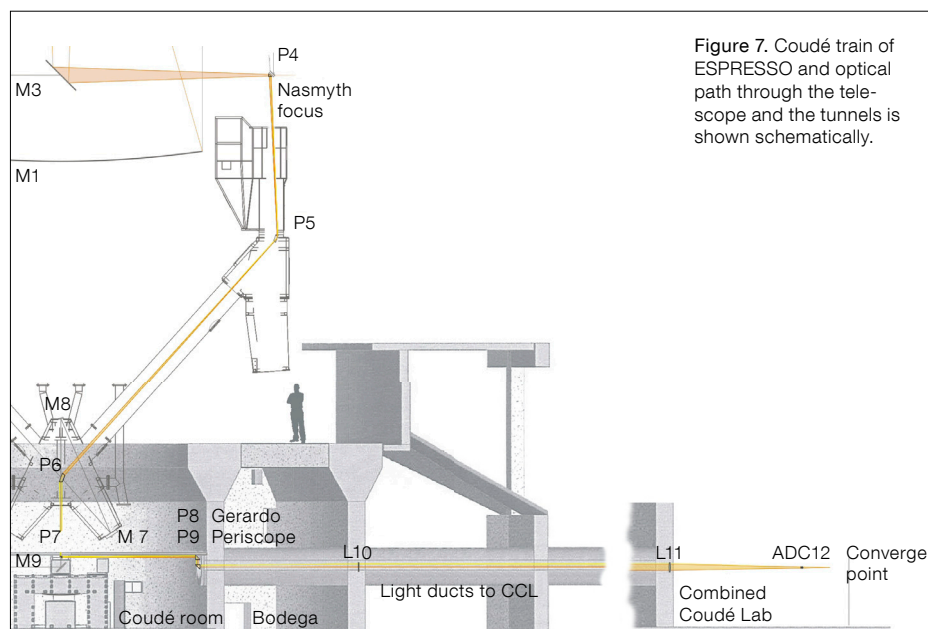 P4
M3
Nasmyth
focus
M1
P5
Figure 7. Coudé train of
ESPRESSO and optical
path through the tele-
scope and the tunnels is
shown schematically.
M8
P6
P8 Gerardo
P7 M 7 P9 Periscope
M9 L10 L11 ADC12 Converge
point
Light ducts to CCL
Combined
Coudé Lab
Coudé room Bodega